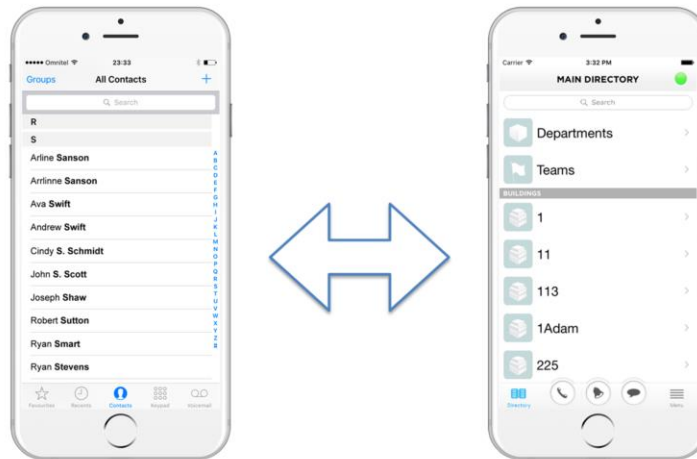 Omnitel 23:33
Groups All Contacts +
Search
R
S
Arline Sanson
Arrlinne Sanson
Ava Swift
Andrew Swift
Cindy S. Schmidt
John S. Scott
Joseph Shaw
Robert Sutton
Ryan Smart
Ryan Stevens
A
B
C
D
E
F
G
H
I
J
K
L
M
N
O
P
Q
R
S
T
U
V
W
X
Y
Z
#
Favourites Recents Contacts Keypad Voicemail
Carrier 3:32 PM
MAIN DIRECTORY
Search
Departments
Teams
BUILDINGS
1
11
113
1Adam
225
Directory Menu